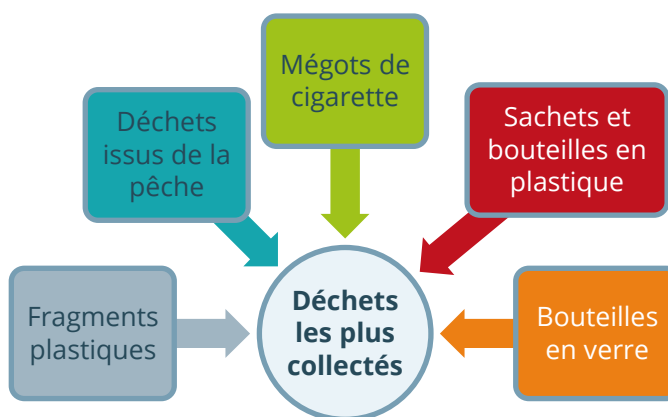 Mégots de
cigarette
Déchets
issus de la
pêche
Sachets et
bouteilles en
plastique
Fragments
plastiques
Déchets
les plus
collectés
Bouteilles
en verre